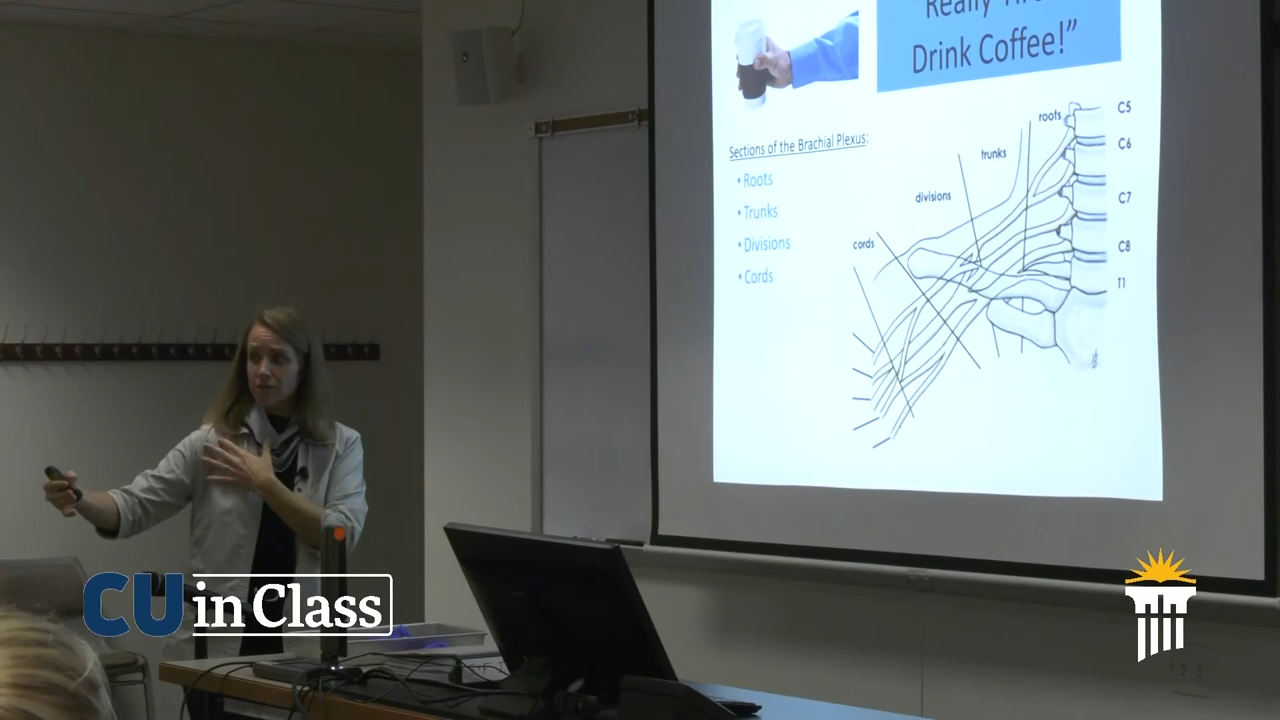 "Really
Drink Coffee!"
Sections of the Brachial Plexus:
• Roots
• Trunks
• Divisions
• Cords
roots
trunks
divisions
cords
C5
C6
C7
C8
T1
CU in Class